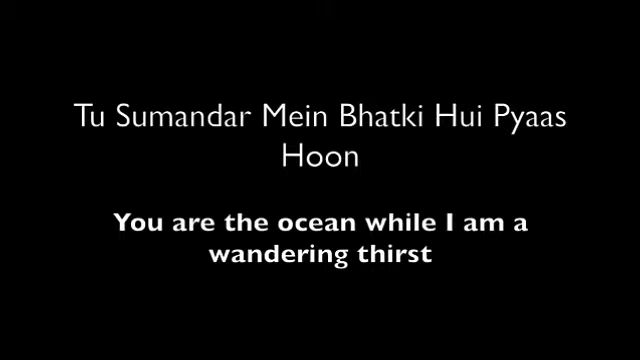 Tu Sumandar Mein Bhatki Hui Pyaas
Hoon
You are the ocean while I am a
wandering thirst